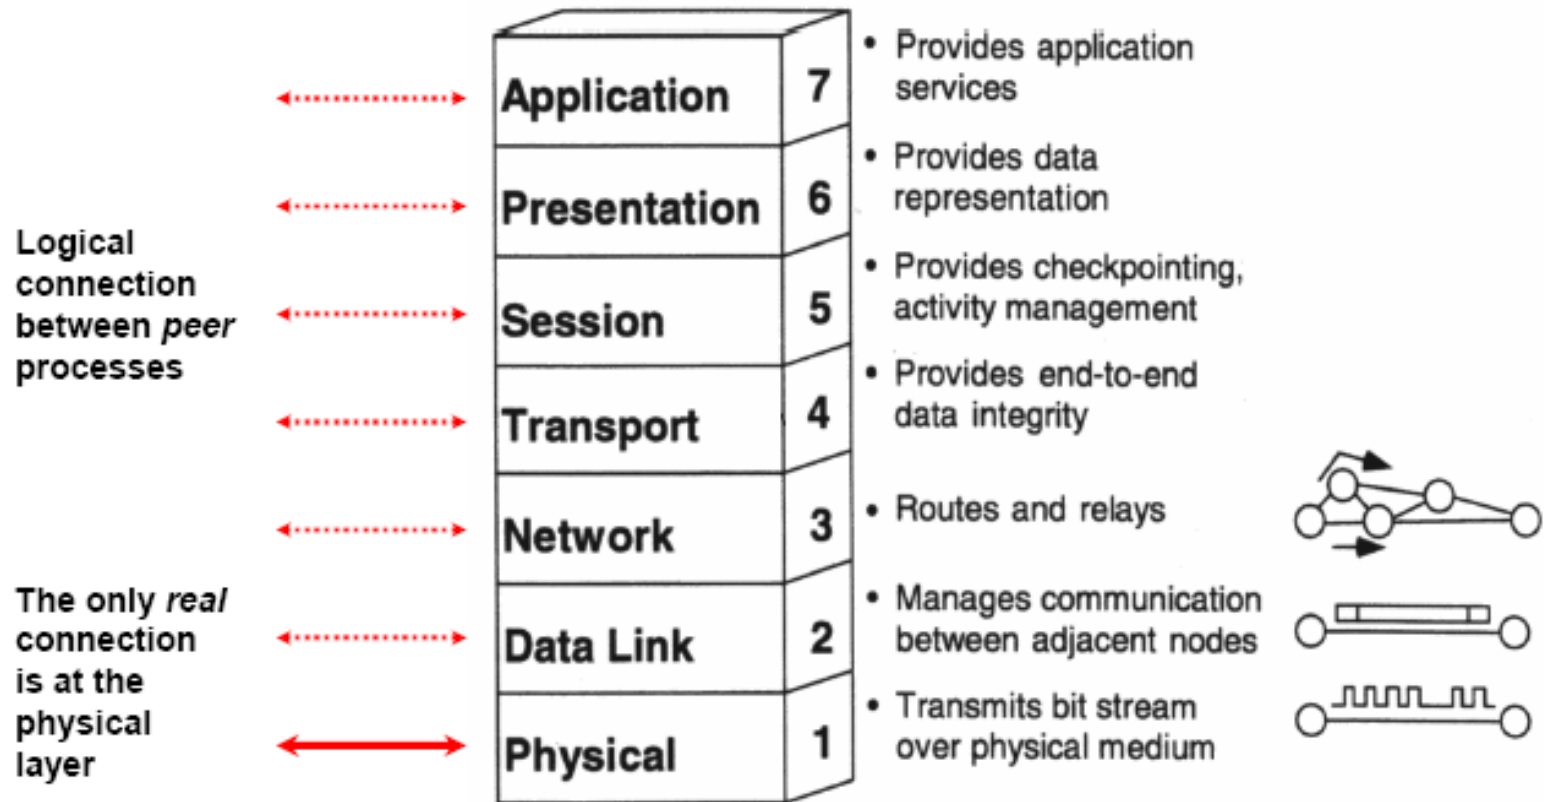 Application
7
• Provides application
services
Presentation
6
• Provides data
representation
Logical
connection
between peer
processes
Session
5
• Provides checkpointing,
activity management
Transport
4
• Provides end-to-end
data integrity
Network
3
• Routes and relays
The only real
connection
is at the
physical
layer
Data Link
2
• Manages communication
between adjacent nodes
Physical
1
• Transmits bit stream
over physical medium